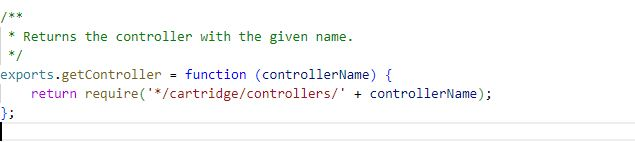 /**
 * Returns the controller with the given name.
 */
exports.getController = function (controllerName) {
    return require('*/cartridge/controllers/' + controllerName);
};